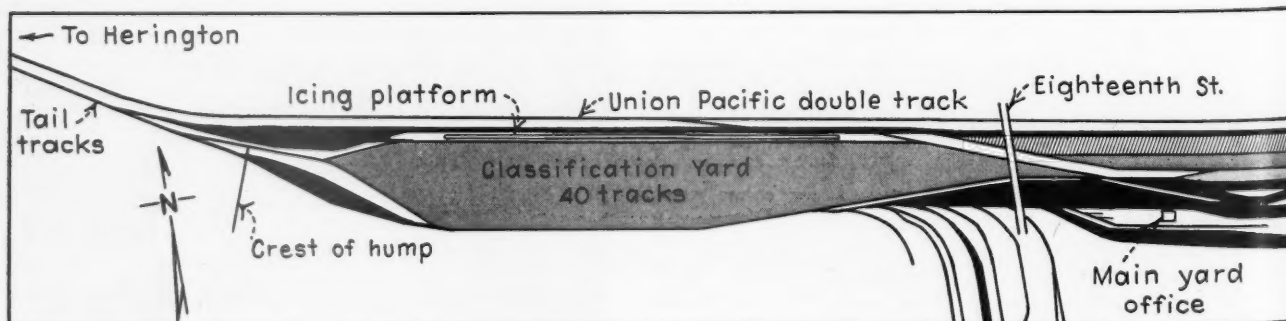 ← To Herington
Tail
tracks
Icing platform
Union Pacific double track
Eighteenth St.
Classification Yard
40 tracks
N
Crest of hump
Main yard
office